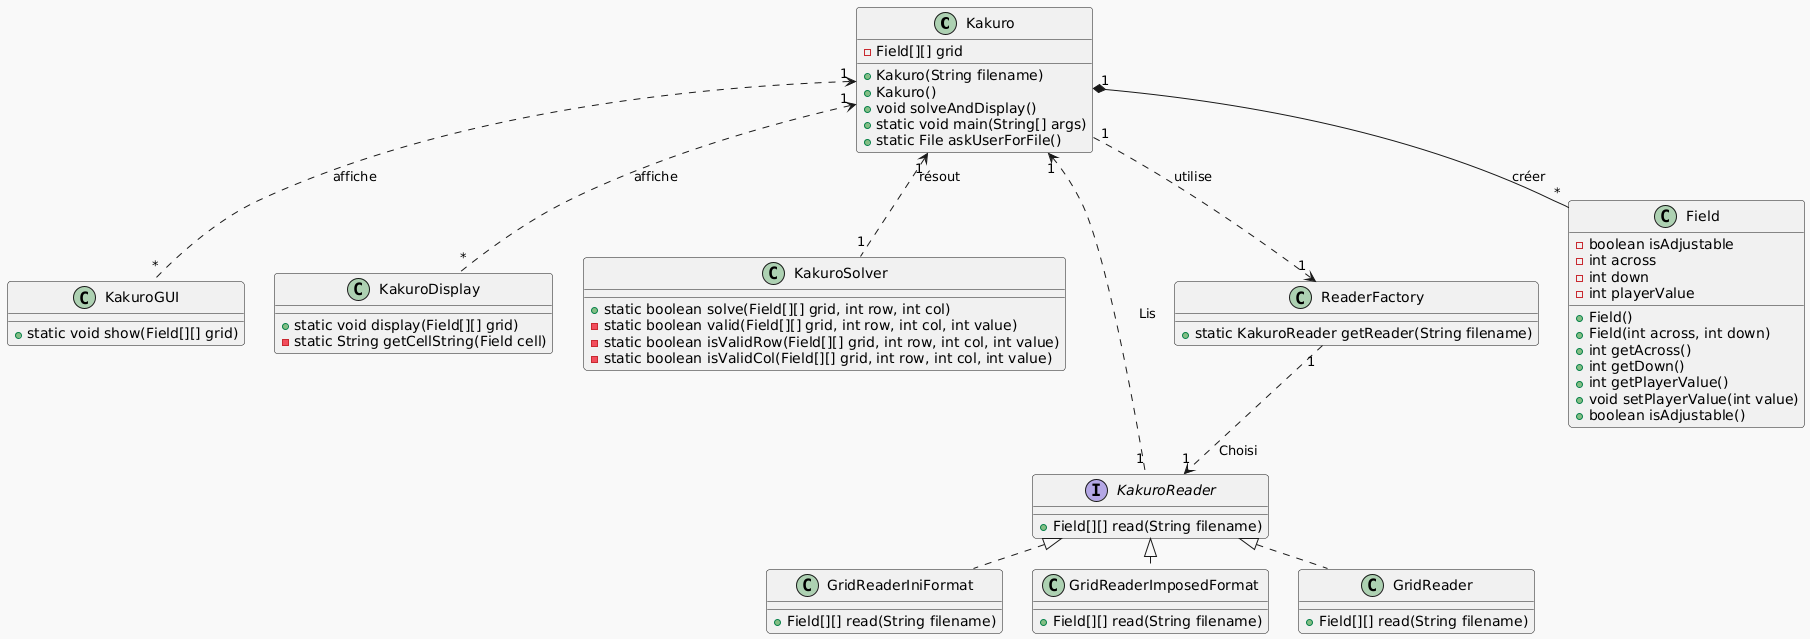 C Kakuro
Field[][] grid
Kakuro(String filename)
Kakuro()
void solveAndDisplay()
static void main(String[] args)
static File askUserForFile()
1
1
1
1
1
1
affiche
affiche
résout
utilise
créer
*
*
*
1
1
Lis
C KakuroGUI
static void show(Field[][] grid)
C KakuroDisplay
static void display(Field[][] grid)
static String getCellString(Field cell)
C KakuroSolver
static boolean solve(Field[][] grid, int row, int col)
static boolean valid(Field[][] grid, int row, int col, int value)
static boolean isValidRow(Field[][] grid, int row, int col, int value)
static boolean isValidCol(Field[][] grid, int row, int col, int value)
C ReaderFactory
static KakuroReader getReader(String filename)
C Field
boolean isAdjustable
int across
int down
int playerValue
Field()
Field(int across, int down)
int getAcross()
int getDown()
int getPlayerValue()
void setPlayerValue(int value)
boolean isAdjustable()
1
Choisi
1
1
I KakuroReader
Field[][] read(String filename)
C GridReaderIniFormat
Field[][] read(String filename)
C GridReaderImposedFormat
Field[][] read(String filename)
C GridReader
Field[][] read(String filename)